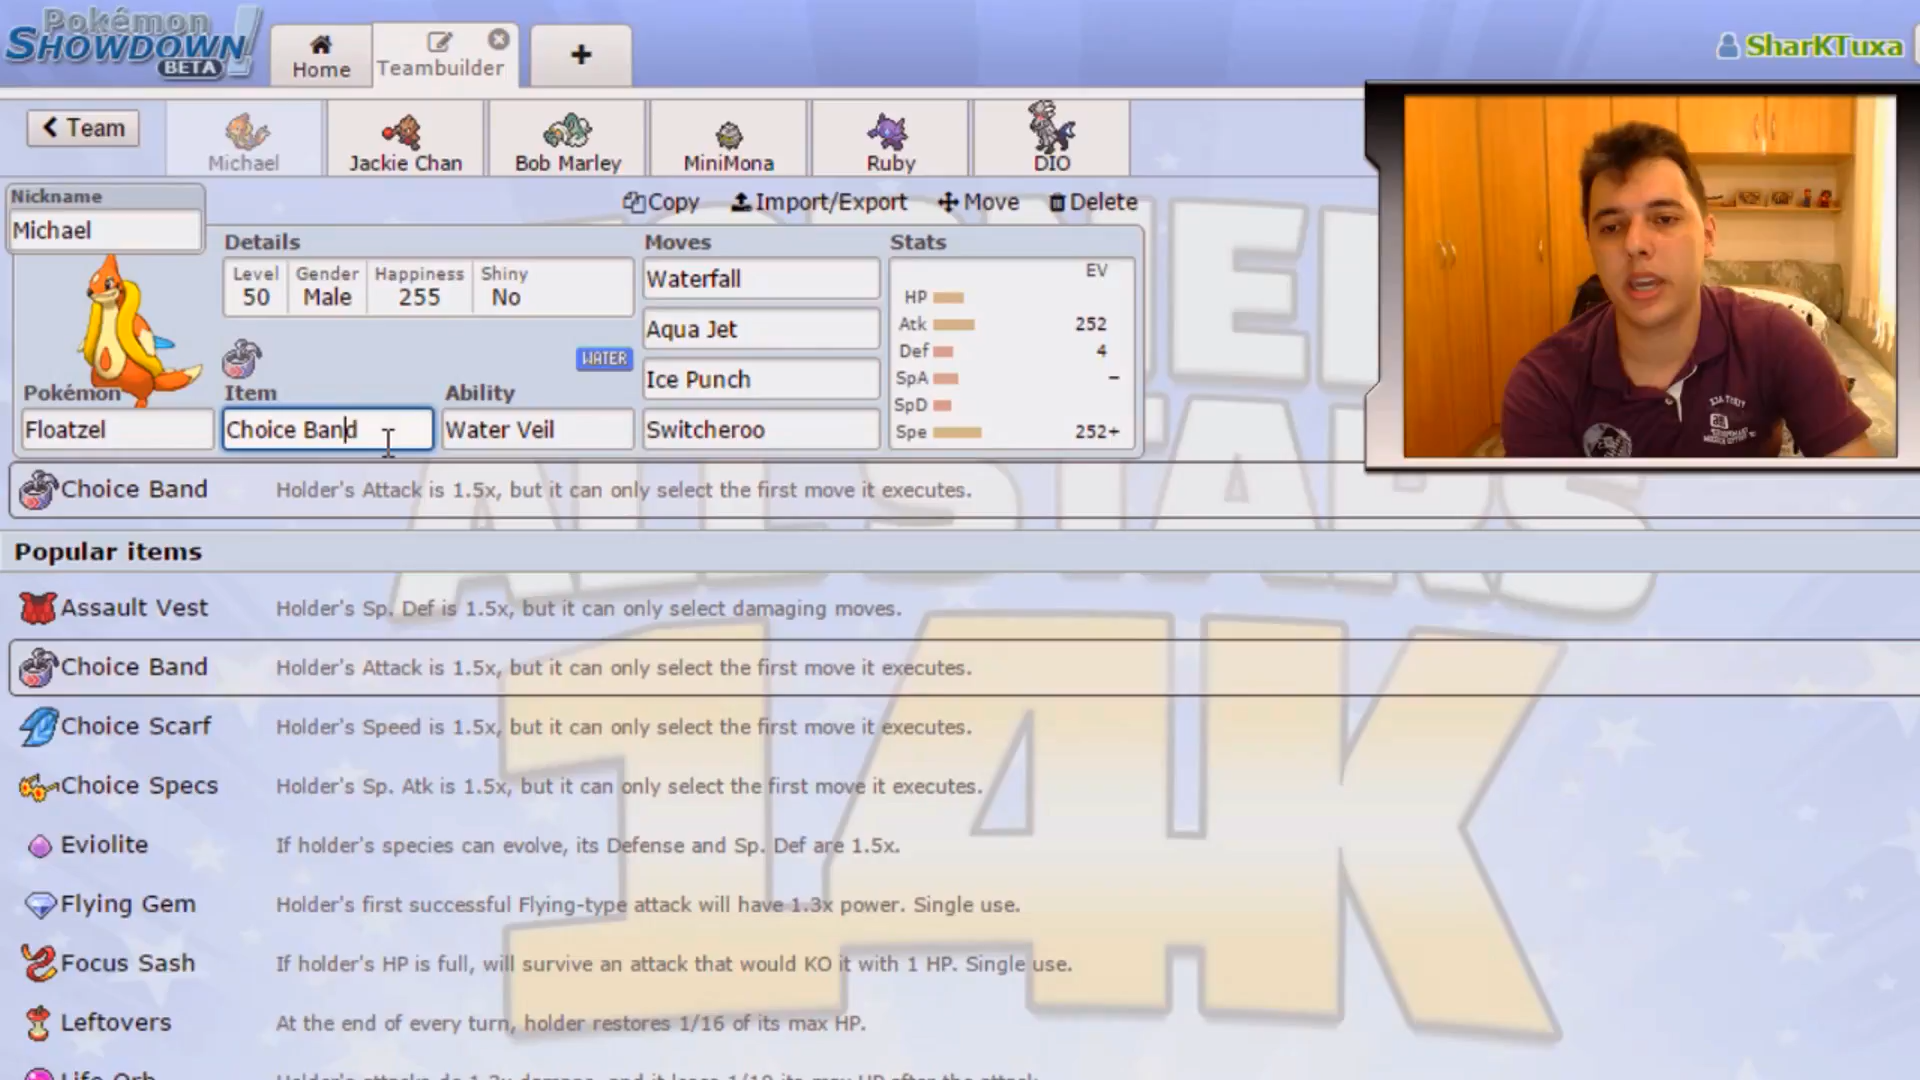 Pokémon
SHOWDOWN!
BETA
Home
Teambuilder
+
SharKTuxa
Team
Michael
Jackie Chan
Bob Marley
MiniMona
Ruby
DIO
Nickname
Michael
Copy
Import/Export
Move
Delete
Details
Level
50
Gender
Male
Happiness
255
Shiny
No
WATER
Pokémon
Floatzel
Item
Choice Band
Ability
Water Veil
Moves
Waterfall
Aqua Jet
Ice Punch
Switcheroo
Stats
EV
HP
Atk 252
Def 4
SpA –
SpD
Spe 252+
Choice Band Holder's Attack is 1.5x, but it can only select the first move it executes.
Popular items
Assault Vest Holder's Sp. Def is 1.5x, but it can only select damaging moves.
Choice Band Holder's Attack is 1.5x, but it can only select the first move it executes.
Choice Scarf Holder's Speed is 1.5x, but it can only select the first move it executes.
Choice Specs Holder's Sp. Atk is 1.5x, but it can only select the first move it executes.
Eviolite If holder's species can evolve, its Defense and Sp. Def are 1.5x.
Flying Gem Holder's first successful Flying-type attack will have 1.3x power. Single use.
Focus Sash If holder's HP is full, will survive an attack that would KO it with 1 HP. Single use.
Leftovers At the end of every turn, holder restores 1/16 of its max HP.
14K